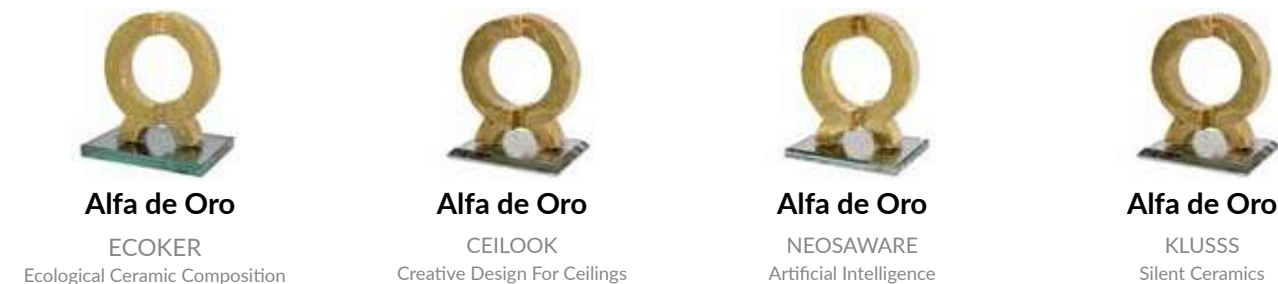 Alfa de Oro
ECOKER
Ecological Ceramic Composition
Alfa de Oro
CEILOOK
Creative Design For Ceilings
Alfa de Oro
NEOSAWARE
Artificial Intelligence
Alfa de Oro
KLUSSS
Silent Ceramics